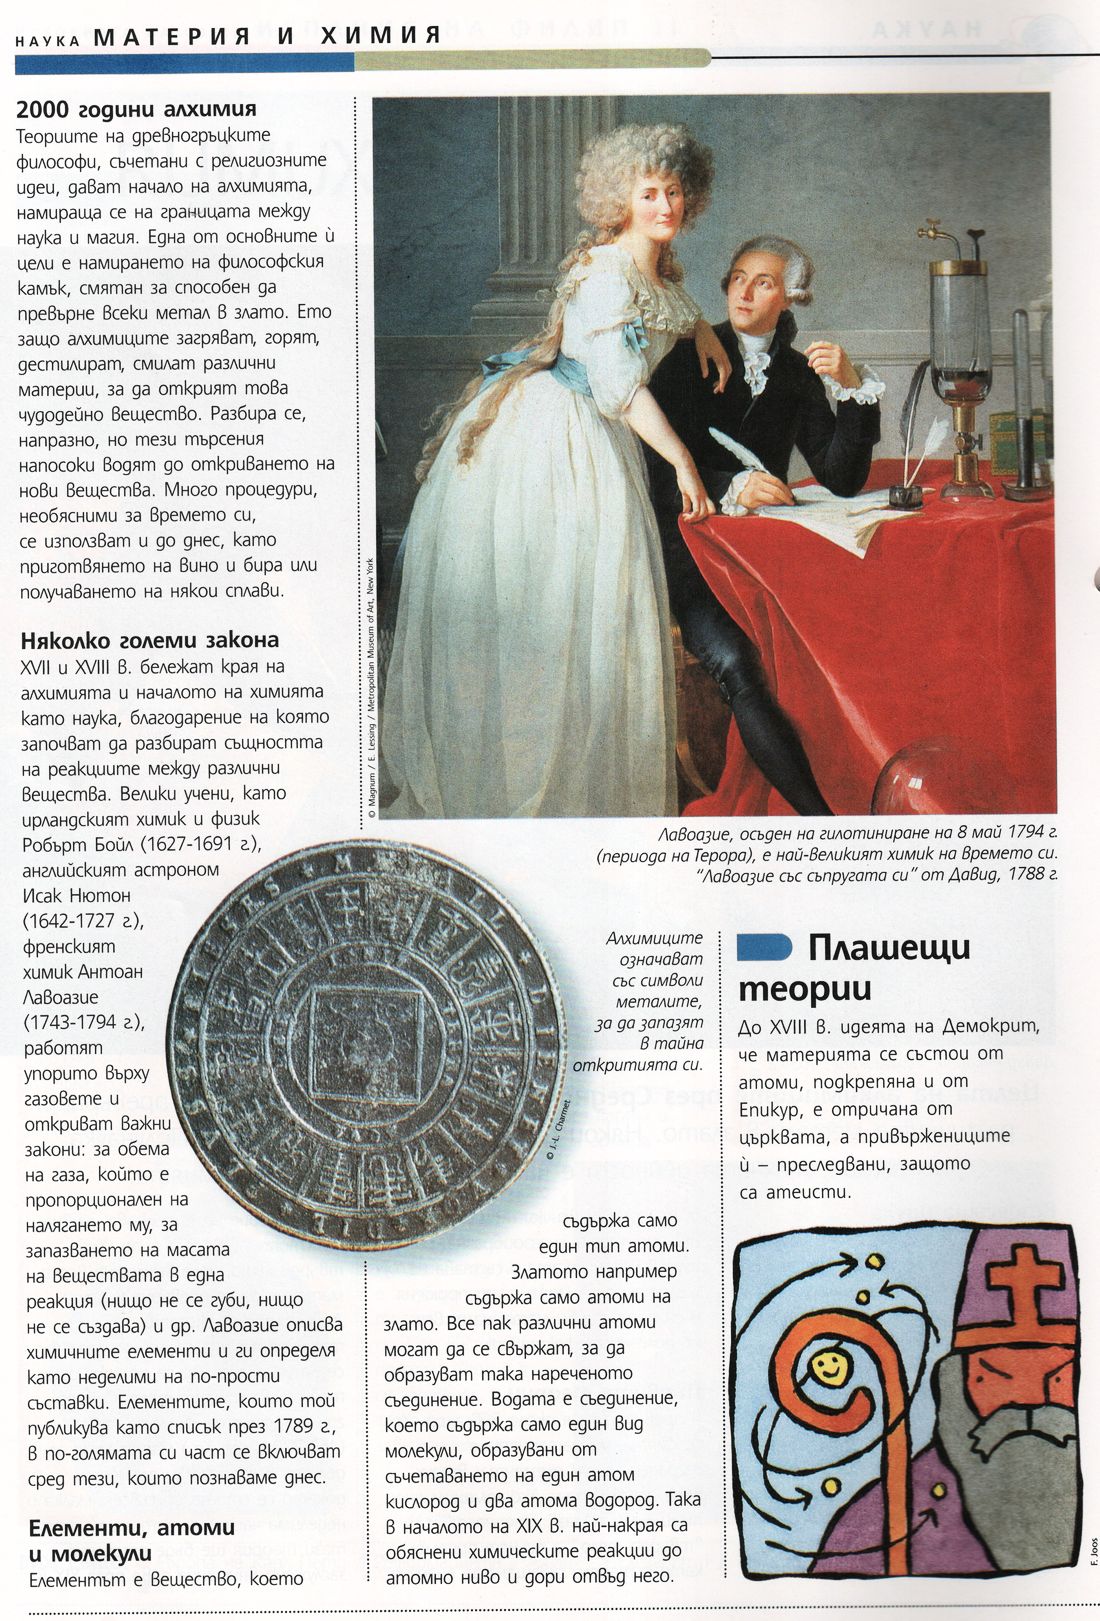 НАУКА МАТЕРИЯ И ХИМИЯ
2000 години алхимия
Теориите на древногръцките
философи, съчетани с религиозните
идеи, дават начало на алхимията,
намираща се на границата между
наука и магия. Една от основните ѝ
цели е намирането на философския
камък, смятан за способен да
превърне всеки метал в злато. Ето
защо алхимиците загряват, горят,
дестилират, смилат различни
материи, за да открият това
чудодейно вещество. Разбира се,
напразно, но тези търсения
напосоки водят до откриването на
нови вещества. Много процедури,
необясними за времето си,
се използват и до днес, като
приготвянето на вино и бира или
получаването на някои сплави.
Няколко големи закона
XVII и XVIII в. бележат края на
алхимията и началото на химията
като наука, благодарение на която
започват да разбират същността
на реакциите между различни
вещества. Велики учени, като
ирландският химик и физик
Робърт Бойл (1627-1691 г.),
английският астроном
Исак Нютон
(1642-1727 г.),
френският
химик Антоан
Лавоазие
(1743-1794 г.),
работят
упорито върху
газовете и
откриват важни
закони: за обема
на газа, който е
пропорционален на
налягането му, за
запазването на масата
на веществата в една
реакция (нищо не се губи, нищо
не се създава) и др. Лавоазие описва
химичните елементи и ги определя
като неделими на по-прости
съставки. Елементите, които той
публикува като списък през 1789 г.,
в по-голямата си част се включват
сред тези, които познаваме днес.
Елементи, атоми
и молекули
Елементът е вещество, което
съдържа само
един тип атоми.
Златото например
съдържа само атоми на
злато. Все пак различни атоми
могат да се свържат, за да
образуват така нареченото
съединение. Водата е съединение,
което съдържа само един вид
молекули, образувани от
съчетаването на един атом
кислород и два атома водород. Така
в началото на XIX в. най-накрая са
обяснени химическите реакции до
атомно ниво и дори отвъд него.
© Magnum / E. Lessing / Metropolitan Museum of Art, New York
Лавоазие, осъден на гилотиниране на 8 май 1794 г.
(периода на Терора), е най-великият химик на времето си.
"Лавоазие със съпругата си" от Давид, 1788 г.
Алхимиците
означават
със символи
металите,
за да запазят
в тайна
откритията си.
© J.-L. Charmet
Плашещи
теории
До XVIII в. идеята на Демокрит,
че материята се състои от
атоми, подкрепяна и от
Епикур, е отричана от
църквата, а привържениците
ѝ – преследвани, защото
са атеисти.
F. Joos